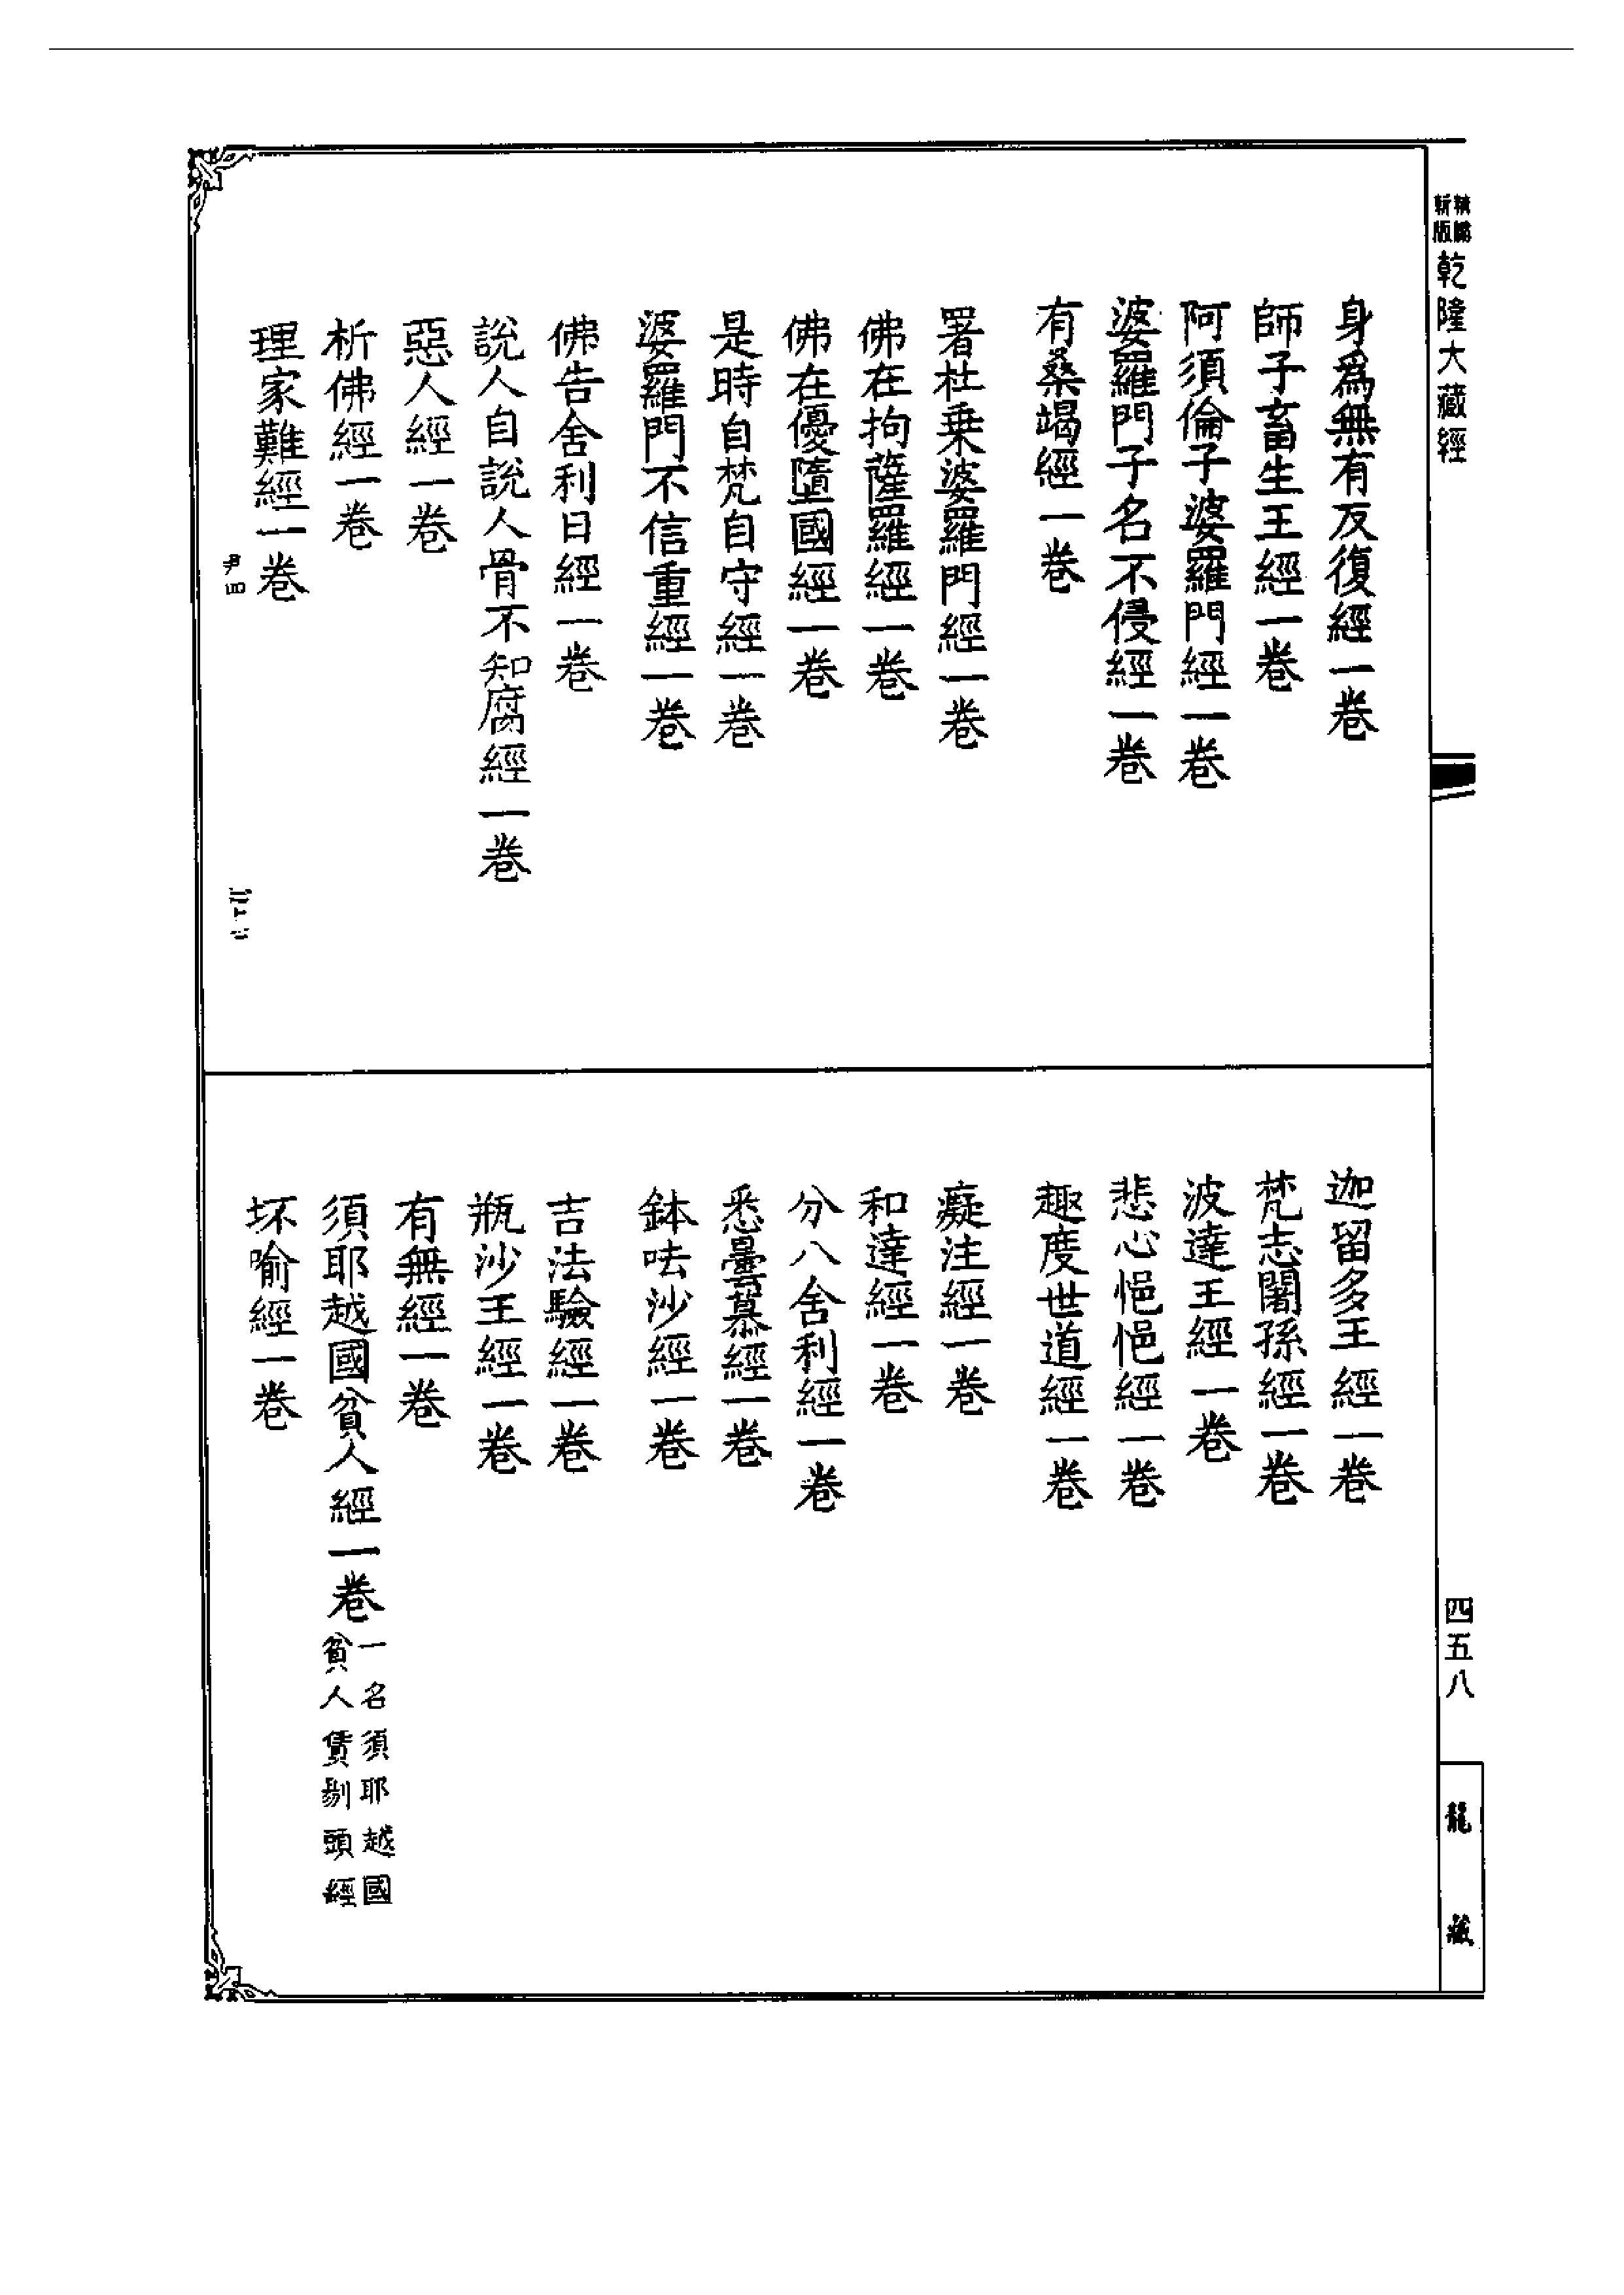 新版
乾隆大藏經
身為無有反復經一卷
師子畜生王經一卷
阿須倫子婆羅門經一卷
婆羅門子名不侵經一卷
有桑竭經一卷
署杜乗婆羅門經一卷
佛在拘薩羅經一卷
佛在優墮國經一卷
是時自梵自守經一卷
婆羅門不信重經一卷
佛告舍利日經一卷
說人自說人骨不知腐經一卷
惡人經一卷
析佛經一卷
理家難經一卷
尹四
迦留多王經一卷
梵志闍孫經一卷
波達王經一卷
悲心悒悒經一卷
趣度世道經一卷
癡注經一卷
和達經一卷
分八舍利經一卷
悉曇慕經一卷
鉢呿沙經一卷
吉法驗經一卷
瓶沙王經一卷
有無經一卷
須耶越國貧人經一卷
一名須耶越國
貧人賃剔頭經
坏喻經一卷
四五八
龍藏